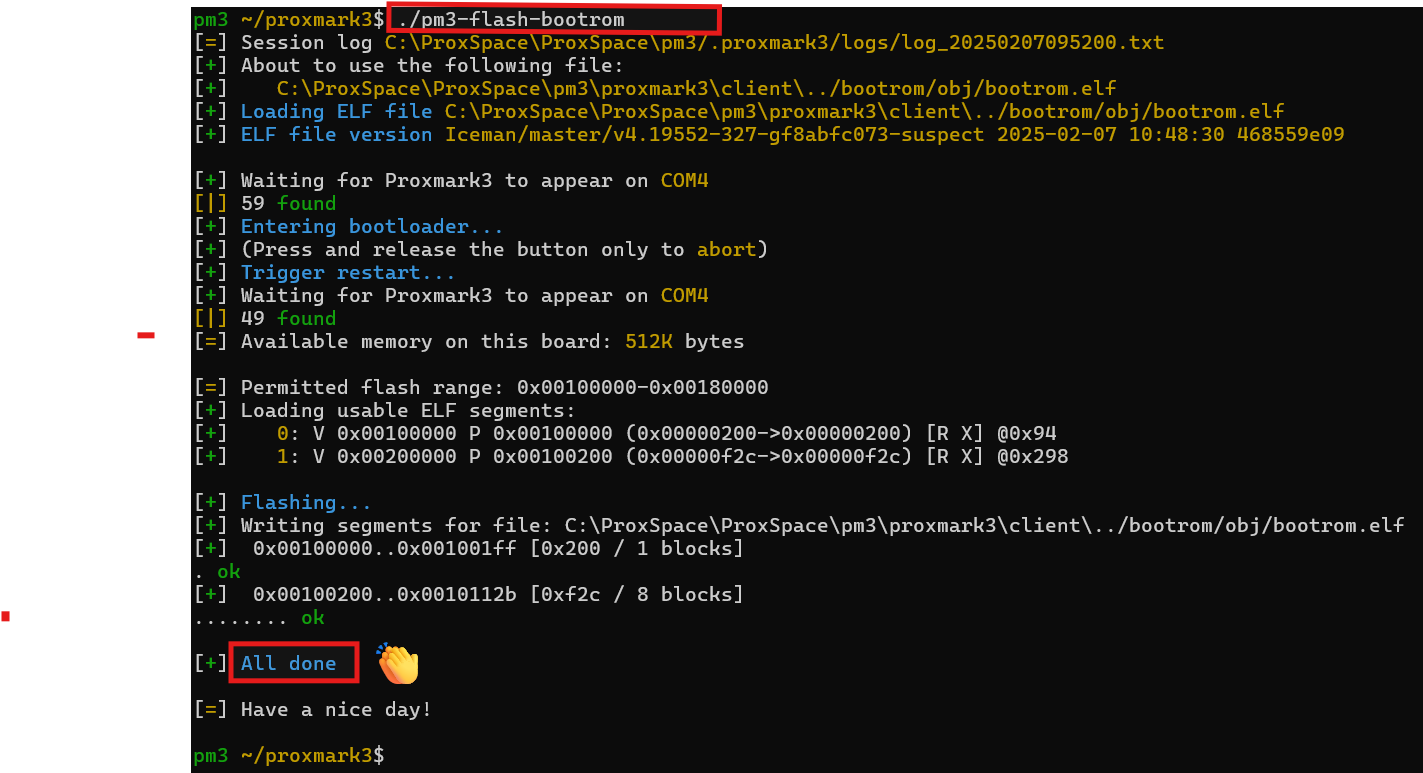 pm3 ~/proxmark3$ ./pm3-flash-bootrom
[=] Session log C:\ProxSpace\ProxSpace\pm3/.proxmark3/logs/log_20250207095200.txt
[+] About to use the following file:
[+]    C:\ProxSpace\ProxSpace\pm3\proxmark3\client\../bootrom/obj/bootrom.elf
[+] Loading ELF file C:\ProxSpace\ProxSpace\pm3\proxmark3\client\../bootrom/obj/bootrom.elf
[+] ELF file version Iceman/master/v4.19552-327-gf8abfc073-suspect 2025-02-07 10:48:30 468559e09
[+] Waiting for Proxmark3 to appear on COM4
[|] 59 found
[+] Entering bootloader...
[+] (Press and release the button only to abort)
[+] Trigger restart...
[+] Waiting for Proxmark3 to appear on COM4
[|] 49 found
[=] Available memory on this board: 512K bytes
[=] Permitted flash range: 0x00100000-0x00180000
[+] Loading usable ELF segments:
[+]    0: V 0x00100000 P 0x00100000 (0x00000200->0x00000200) [R X] @0x94
[+]    1: V 0x00200000 P 0x00100200 (0x00000f2c->0x00000f2c) [R X] @0x298
[+] Flashing...
[+] Writing segments for file: C:\ProxSpace\ProxSpace\pm3\proxmark3\client\../bootrom/obj/bootrom.elf
[+]  0x00100000..0x001001ff [0x200 / 1 blocks]
. ok
[+]  0x00100200..0x0010112b [0xf2c / 8 blocks]
........ ok
[+] All done
[=] Have a nice day!
pm3 ~/proxmark3$